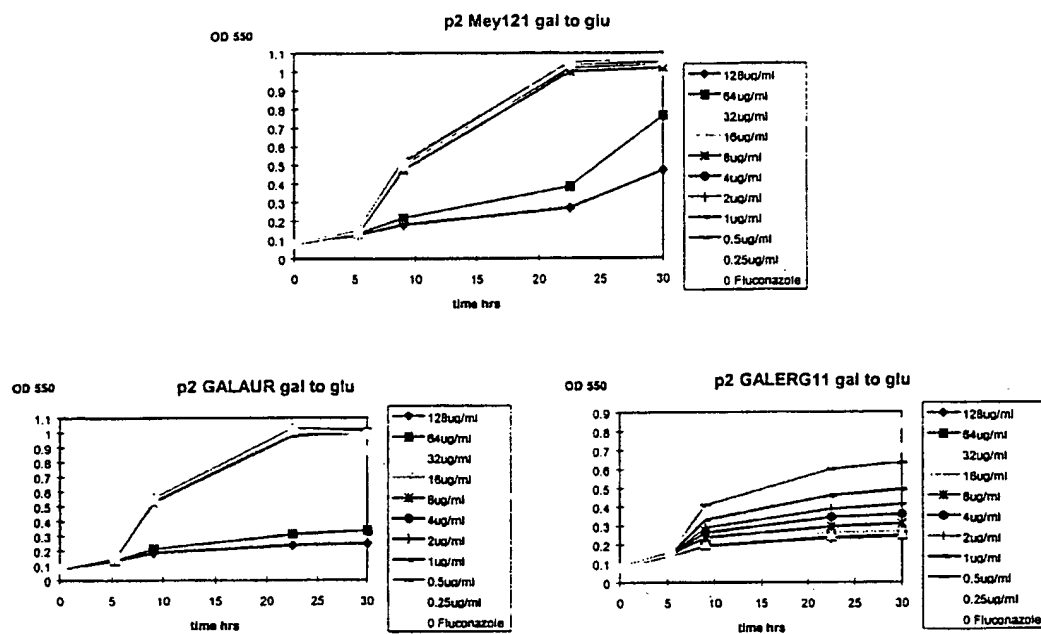 p2 Mey121 gal to glu
OD 550
1.1
1
0.9
0.8
0.7
0.6
0.5
0.4
0.3
0.2
0.1
0
0 5 10 15 20 25 30
time hrs
128ug/ml
64ug/ml
32ug/ml
16ug/ml
8ug/ml
4ug/ml
2ug/ml
1ug/ml
0.5ug/ml
0.25ug/ml
0 Fluconazole
p2 GALAUR gal to glu
OD 550
1.1
1
0.9
0.8
0.7
0.6
0.5
0.4
0.3
0.2
0.1
0
0 5 10 15 20 25 30
time hrs
128ug/ml
64ug/ml
32ug/ml
16ug/ml
8ug/ml
4ug/ml
2ug/ml
1ug/ml
0.5ug/ml
0.25ug/ml
0 Fluconazole
p2 GALERG11 gal to glu
OD 550
0.9
0.8
0.7
0.6
0.5
0.4
0.3
0.2
0.1
0
0 5 10 15 20 25 30
time hrs
128ug/ml
64ug/ml
32ug/ml
16ug/ml
8ug/ml
4ug/ml
2ug/ml
1ug/ml
0.5ug/ml
0.25ug/ml
0 Fluconazole